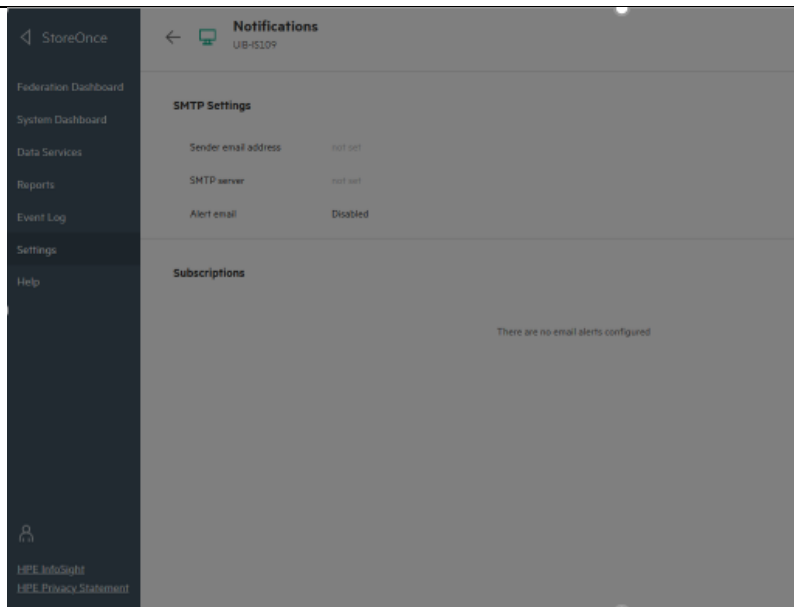 StoreOnce
Notifications
UIB-IS109
Federation Dashboard
System Dashboard
Data Services
Reports
Event Log
Settings
Help
SMTP Settings
Sender email address not set
SMTP server not set
Alert email Disabled
Subscriptions
There are no email alerts configured
HPE InfoSight
HPE Privacy Statement